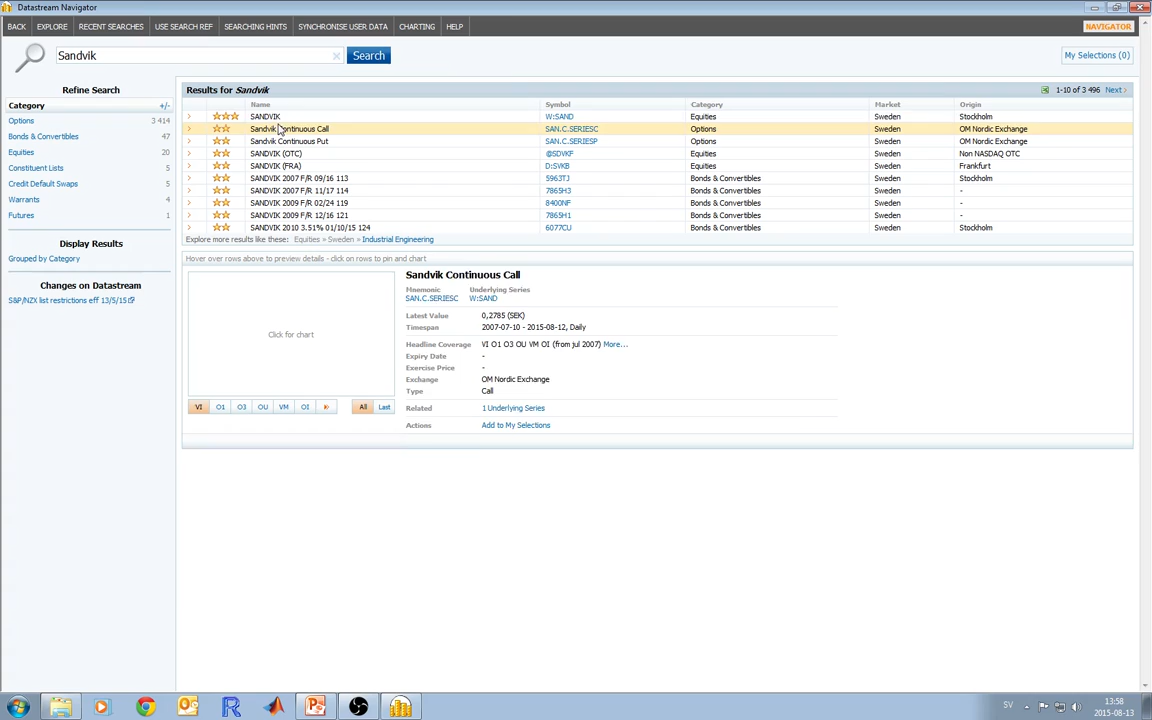 Datastream Navigator
BACK EXPLORE RECENT SEARCHES USE SEARCH REF SEARCHING HINTS SYNCHRONISE USER DATA CHARTING HELP NAVIGATOR
Sandvik Search My Selections (0)
Refine Search
Category +/-
Options 3 414
Bonds & Convertibles 47
Equities 20
Constituent Lists 5
Credit Default Swaps 5
Warrants 4
Futures 1
Display Results
Grouped by Category
Changes on Datastream
S&P/NZX list restrictions eff 13/5/15
Results for Sandvik 1-10 of 3 496 Next
Name Symbol Category Market Origin
SANDVIK W:SAND Equities Sweden Stockholm
Sandvik Continuous Call SAN.C.SERIESC Options Sweden OM Nordic Exchange
Sandvik Continuous Put SAN.C.SERIESP Options Sweden OM Nordic Exchange
SANDVIK (OTC) @SDVKF Equities Sweden Non NASDAQ OTC
SANDVIK (FRA) D:SVKB Equities Sweden Frankfurt
SANDVIK 2007 F/R 09/16 113 5963TJ Bonds & Convertibles Sweden Stockholm
SANDVIK 2007 F/R 11/17 114 7865H3 Bonds & Convertibles Sweden -
SANDVIK 2009 F/R 02/24 119 8400NF Bonds & Convertibles Sweden -
SANDVIK 2009 F/R 12/16 121 7865H1 Bonds & Convertibles Sweden -
SANDVIK 2010 3.51% 01/10/15 124 6077CU Bonds & Convertibles Sweden Stockholm
Explore more results like these: Equities » Sweden » Industrial Engineering
Hover over rows above to preview details - click on rows to pin and chart
Click for chart
VI O1 O3 OU VM OI All Last
Sandvik Continuous Call
Mnemonic Underlying Series
SAN.C.SERIESC W:SAND
Latest Value 0,2785 (SEK)
Timespan 2007-07-10 - 2015-08-12, Daily
Headline Coverage VI O1 O3 OU VM OI (from jul 2007) More...
Expiry Date -
Exercise Price -
Exchange OM Nordic Exchange
Type Call
Related 1 Underlying Series
Actions Add to My Selections
SV 13:58
2015-08-13